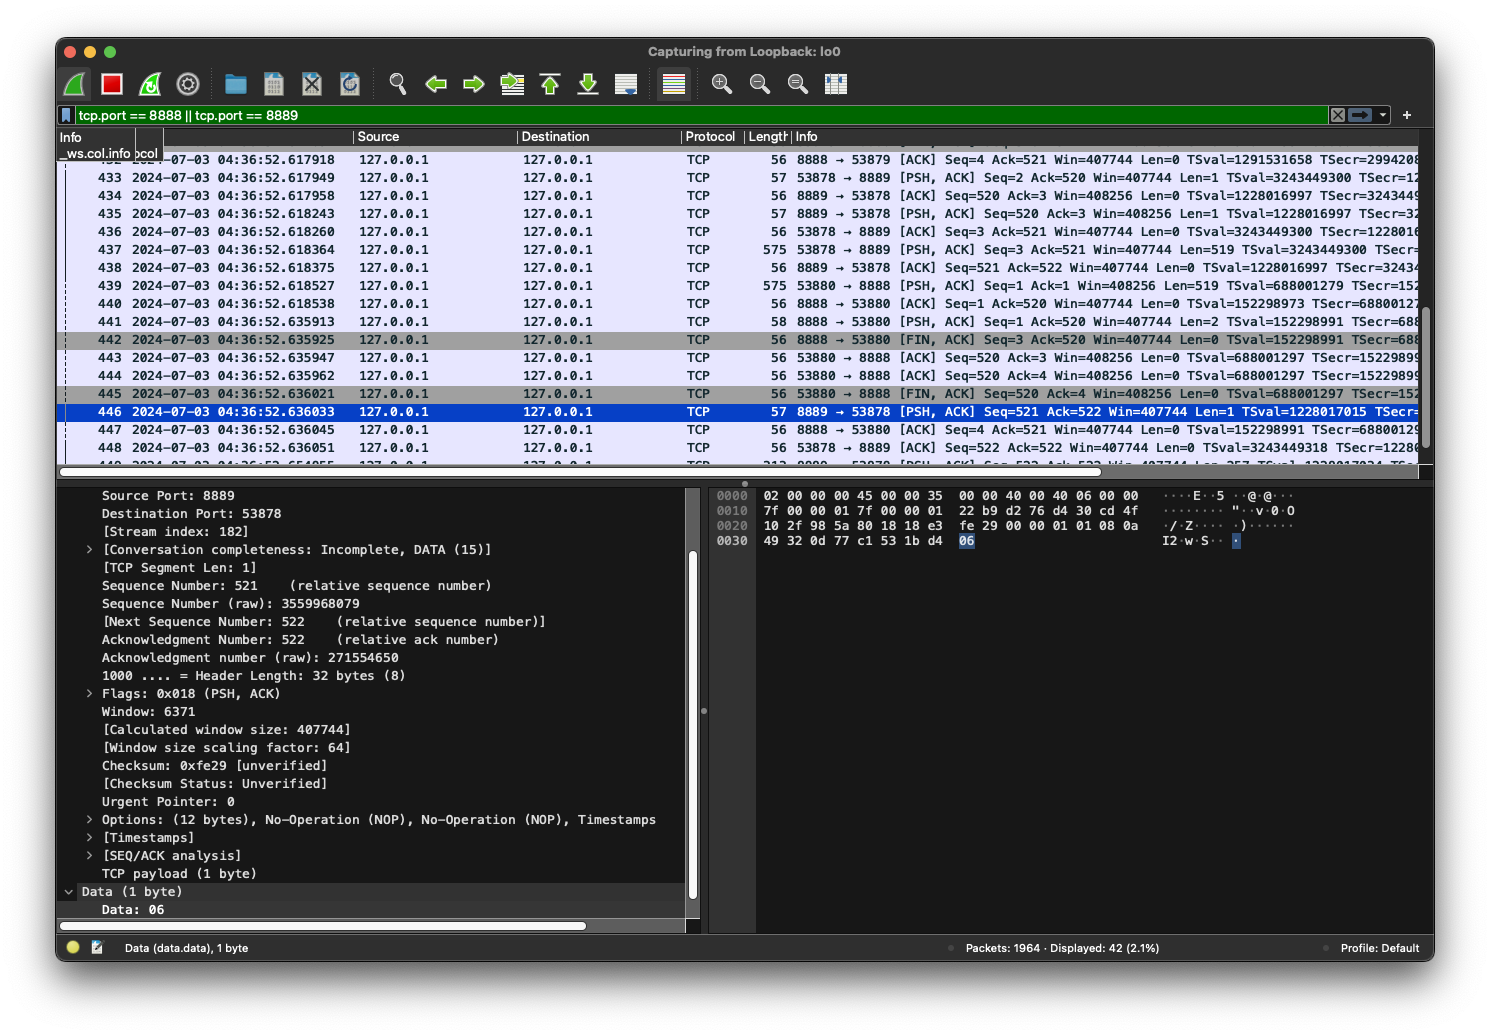 Capturing from Loopback: lo0
tcp.port == 8888 || tcp.port == 8889
+
Info
_ws.col.info
ocol
Source Destination Protocol Length Info
432 2024-07-03 04:36:52.617918 127.0.0.1 127.0.0.1 TCP 56 8888 → 53879 [ACK] Seq=4 Ack=521 Win=407744 Len=0 TSval=1291531658 TSecr=2994208
433 2024-07-03 04:36:52.617949 127.0.0.1 127.0.0.1 TCP 57 53878 → 8889 [PSH, ACK] Seq=2 Ack=520 Win=407744 Len=1 TSval=3243449300 TSecr=12
434 2024-07-03 04:36:52.617958 127.0.0.1 127.0.0.1 TCP 56 8889 → 53878 [ACK] Seq=520 Ack=3 Win=408256 Len=0 TSval=1228016997 TSecr=3243449
435 2024-07-03 04:36:52.618243 127.0.0.1 127.0.0.1 TCP 57 8889 → 53878 [PSH, ACK] Seq=520 Ack=3 Win=408256 Len=1 TSval=1228016997 TSecr=32
436 2024-07-03 04:36:52.618260 127.0.0.1 127.0.0.1 TCP 56 53878 → 8889 [ACK] Seq=3 Ack=521 Win=407744 Len=0 TSval=3243449300 TSecr=1228016
437 2024-07-03 04:36:52.618364 127.0.0.1 127.0.0.1 TCP 575 53878 → 8889 [PSH, ACK] Seq=3 Ack=521 Win=407744 Len=519 TSval=3243449300 TSecr=
438 2024-07-03 04:36:52.618375 127.0.0.1 127.0.0.1 TCP 56 8889 → 53878 [ACK] Seq=521 Ack=522 Win=407744 Len=0 TSval=1228016997 TSecr=32434
439 2024-07-03 04:36:52.618527 127.0.0.1 127.0.0.1 TCP 575 53880 → 8888 [PSH, ACK] Seq=1 Ack=1 Win=408256 Len=519 TSval=688001279 TSecr=152
440 2024-07-03 04:36:52.618538 127.0.0.1 127.0.0.1 TCP 56 8888 → 53880 [ACK] Seq=1 Ack=520 Win=407744 Len=0 TSval=152298973 TSecr=68800127
441 2024-07-03 04:36:52.635913 127.0.0.1 127.0.0.1 TCP 58 8888 → 53880 [PSH, ACK] Seq=1 Ack=520 Win=407744 Len=2 TSval=152298991 TSecr=688
442 2024-07-03 04:36:52.635925 127.0.0.1 127.0.0.1 TCP 56 8888 → 53880 [FIN, ACK] Seq=3 Ack=520 Win=407744 Len=0 TSval=152298991 TSecr=688
443 2024-07-03 04:36:52.635947 127.0.0.1 127.0.0.1 TCP 56 53880 → 8888 [ACK] Seq=520 Ack=3 Win=408256 Len=0 TSval=688001297 TSecr=15229899
444 2024-07-03 04:36:52.635962 127.0.0.1 127.0.0.1 TCP 56 53880 → 8888 [ACK] Seq=520 Ack=4 Win=408256 Len=0 TSval=688001297 TSecr=15229899
445 2024-07-03 04:36:52.636021 127.0.0.1 127.0.0.1 TCP 56 53880 → 8888 [FIN, ACK] Seq=520 Ack=4 Win=408256 Len=0 TSval=688001297 TSecr=152
446 2024-07-03 04:36:52.636033 127.0.0.1 127.0.0.1 TCP 57 8889 → 53878 [PSH, ACK] Seq=521 Ack=522 Win=407744 Len=1 TSval=1228017015 TSecr=
447 2024-07-03 04:36:52.636045 127.0.0.1 127.0.0.1 TCP 56 8888 → 53880 [ACK] Seq=4 Ack=521 Win=407744 Len=0 TSval=152298991 TSecr=68800129
448 2024-07-03 04:36:52.636051 127.0.0.1 127.0.0.1 TCP 56 53878 → 8889 [ACK] Seq=522 Ack=522 Win=407744 Len=0 TSval=3243449318 TSecr=12280
Source Port: 8889
Destination Port: 53878
[Stream index: 182]
[Conversation completeness: Incomplete, DATA (15)]
[TCP Segment Len: 1]
Sequence Number: 521 (relative sequence number)
Sequence Number (raw): 3559968079
[Next Sequence Number: 522 (relative sequence number)]
Acknowledgment Number: 522 (relative ack number)
Acknowledgment number (raw): 271554650
1000 .... = Header Length: 32 bytes (8)
Flags: 0x018 (PSH, ACK)
Window: 6371
[Calculated window size: 407744]
[Window size scaling factor: 64]
Checksum: 0xfe29 [unverified]
[Checksum Status: Unverified]
Urgent Pointer: 0
Options: (12 bytes), No-Operation (NOP), No-Operation (NOP), Timestamps
[Timestamps]
[SEQ/ACK analysis]
TCP payload (1 byte)
Data (1 byte)
Data: 06
0000 02 00 00 00 45 00 00 35 00 00 40 00 40 06 00 00 ····E··5 ··@·@···
0010 7f 00 00 01 7f 00 00 01 22 b9 d2 76 d4 30 cd 4f ········ "··v·0·O
0020 10 2f 98 5a 80 18 18 e3 fe 29 00 00 01 01 08 0a ·/·Z···· ·)······
0030 49 32 0d 77 c1 53 1b d4 06 I2·w·S·· ·
Data (data.data), 1 byte
Packets: 1964 · Displayed: 42 (2.1%)
Profile: Default